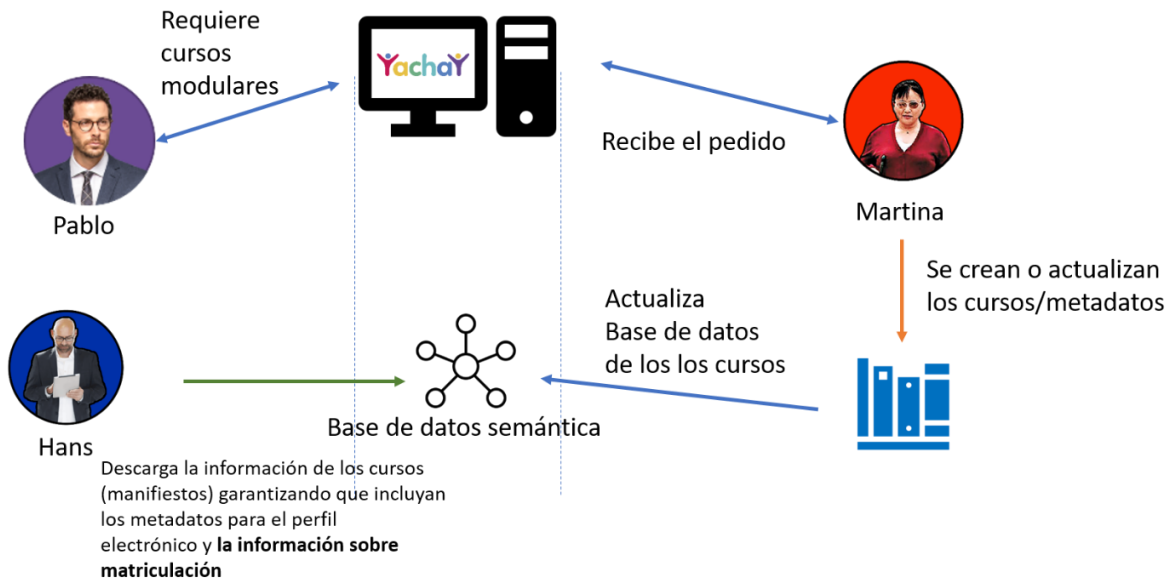 Requiere
cursos
modulares
YachaY
Recibe el pedido
Pablo
Martina
Se crean o actualizan
los cursos/metadatos
Actualiza
Base de datos
de los los cursos
Base de datos semántica
Hans
Descarga la información de los cursos
(manifiestos) garantizando que incluyan
los metadatos para el perfil
electrónico y la información sobre
matriculación